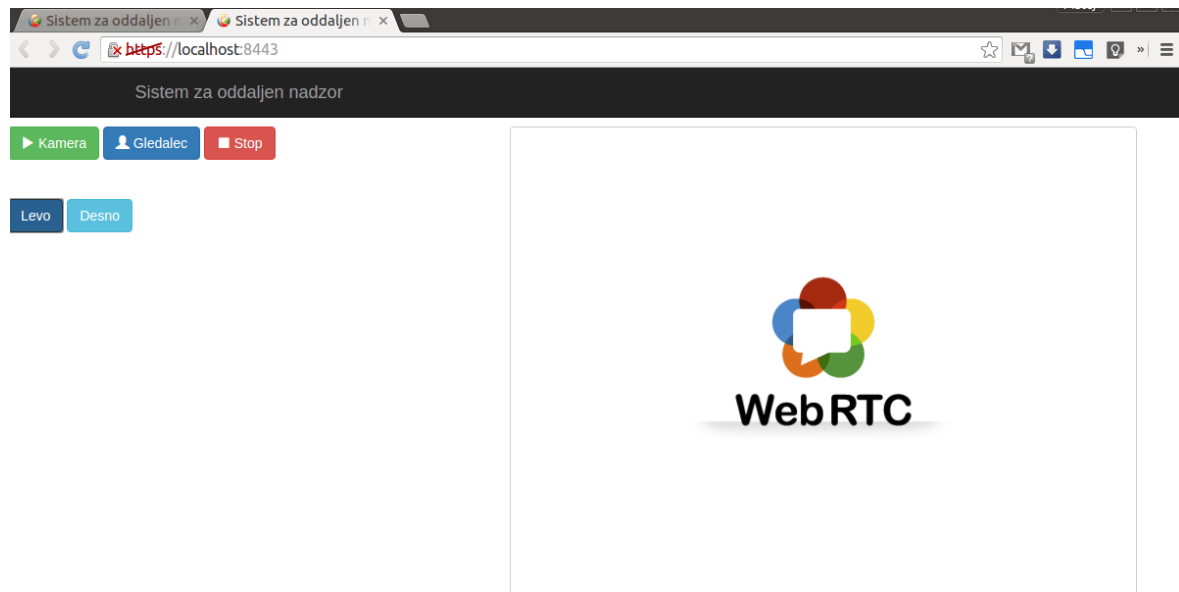 Sistem za oddaljen n
Sistem za oddaljen n
https://localhost:8443
Sistem za oddaljen nadzor
Kamera Gledalec Stop
Levo Desno
WebRTC